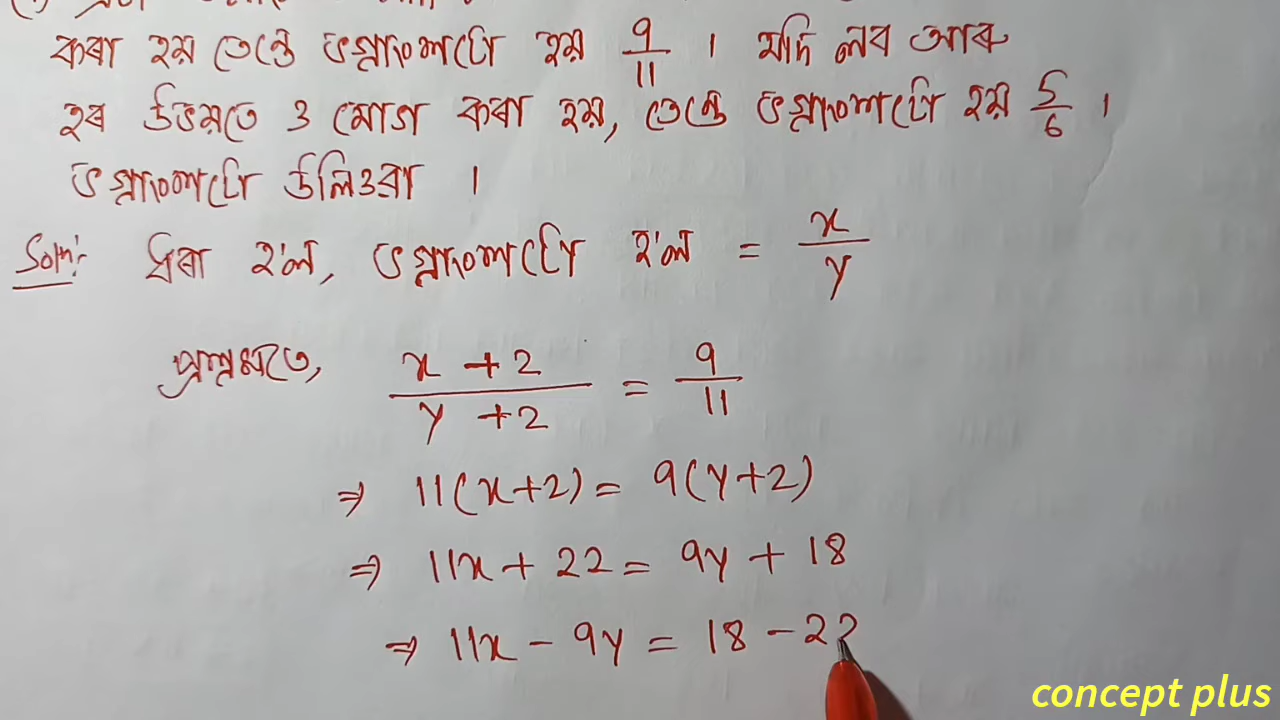 কৰা হয় তেন্তে ভগ্নাংশটো হয় 9/11 । যদি লব আৰু
হৰ উভয়তে ৩ যোগ কৰা হয়, তেন্তে ভগ্নাংশটো হয় 5/6 ।
ভগ্নাংশটো উলিওৱা ।
Soln: ধৰা হ'ল, ভগ্নাংশটো হ'ল = x/y
প্ৰশ্নমতে, (x + 2)/(y + 2) = 9/11
⇒ 11(x+2) = 9(y+2)
⇒ 11x + 22 = 9y + 18
⇒ 11x - 9y = 18 - 22
concept plus